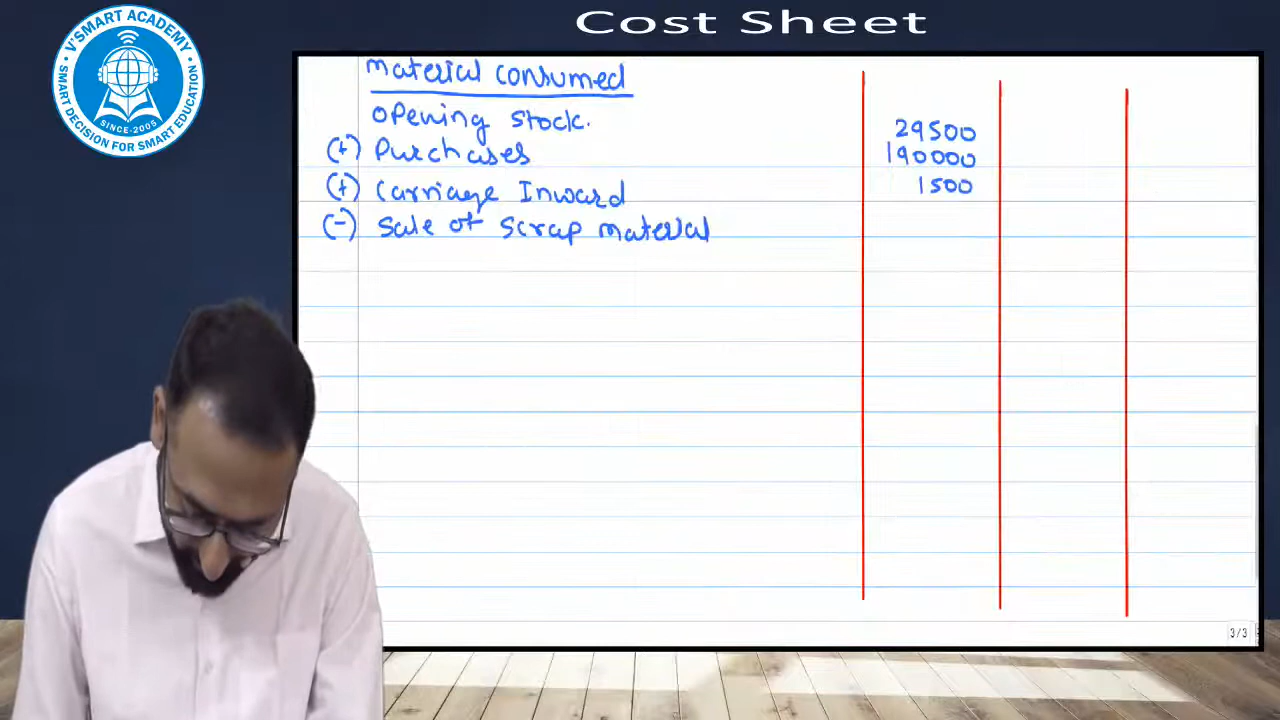 Cost Sheet
V'SMART ACADEMY
SINCE-2005
SMART DECISION FOR SMART EDUCATION
Material Consumed
Opening Stock.
29500
(+) Purchases
190000
(+) Carriage Inward
1500
(-) Sale of Scrap Material
3/3